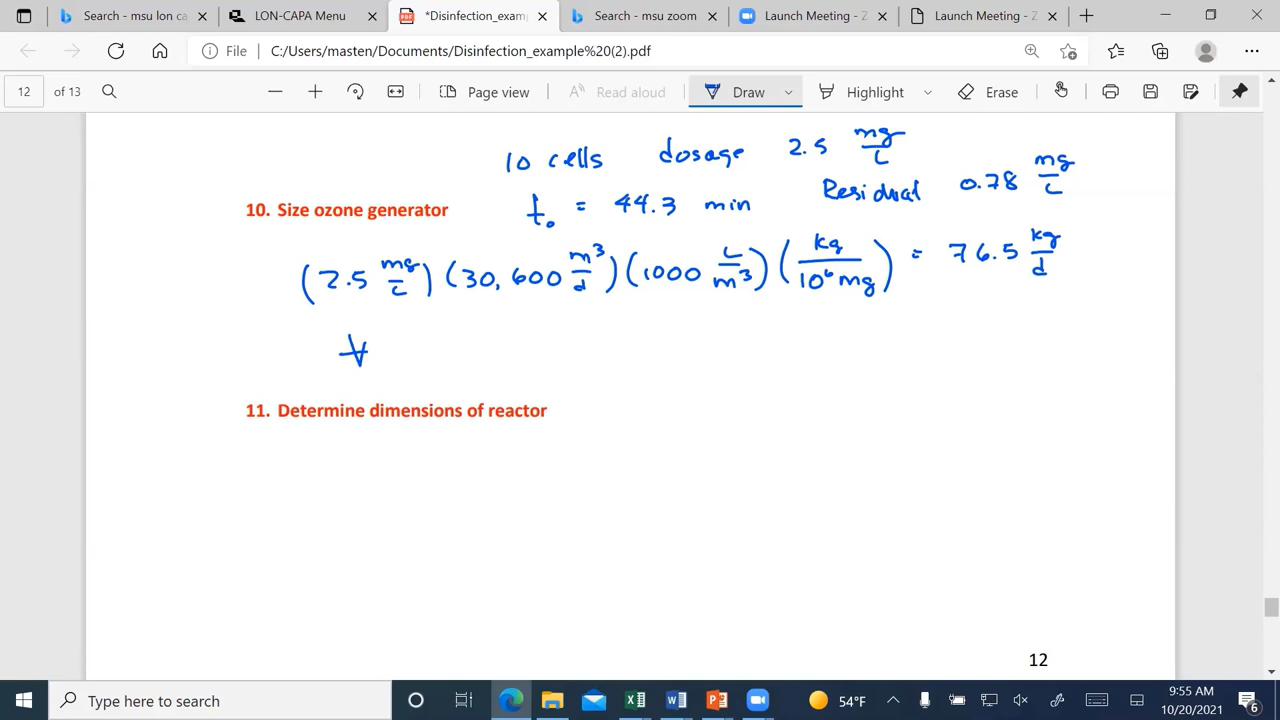 Search - msu lon ca
LON-CAPA Menu
*Disinfection_exam
Search - msu zoom
Launch Meeting - Z
Launch Meeting - Z
File C:/Users/masten/Documents/Disinfection_example%20(2).pdf
12 of 13 Page view Read aloud Draw Highlight Erase
10 cells dosage 2.5 mg/L
Residual 0.78 mg/L
10. Size ozone generator
t₀ = 44.3 min
(2.5 mg/L) (30,600 m³/d) (1000 L/m³) (kg/10⁶ mg) = 76.5 kg/d
V
11. Determine dimensions of reactor
12
Type here to search
54°F
9:55 AM
10/20/2021
6